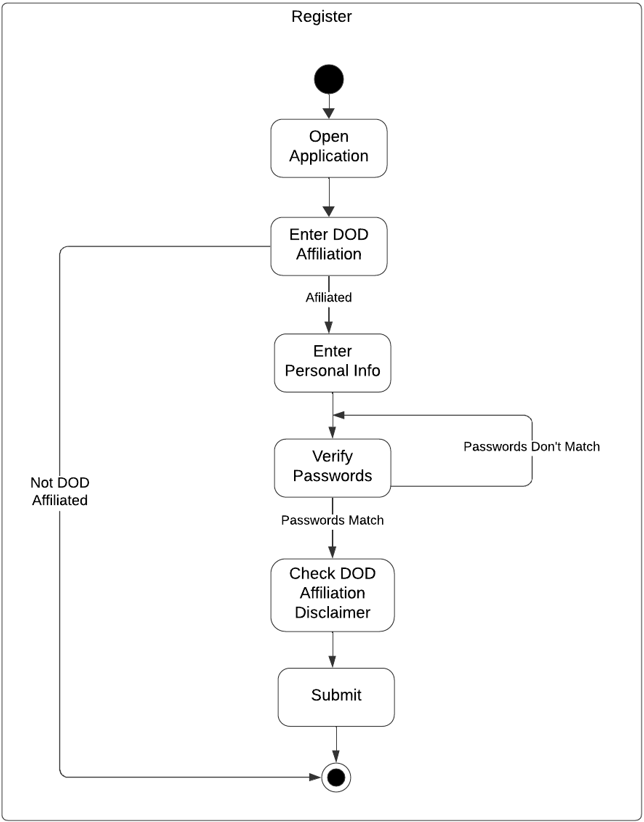 Register
Open
Application
Enter DOD
Affiliation
Afiliated
Enter
Personal Info
Passwords Don't Match
Verify
Passwords
Not DOD
Affiliated
Passwords Match
Check DOD
Affiliation
Disclaimer
Submit